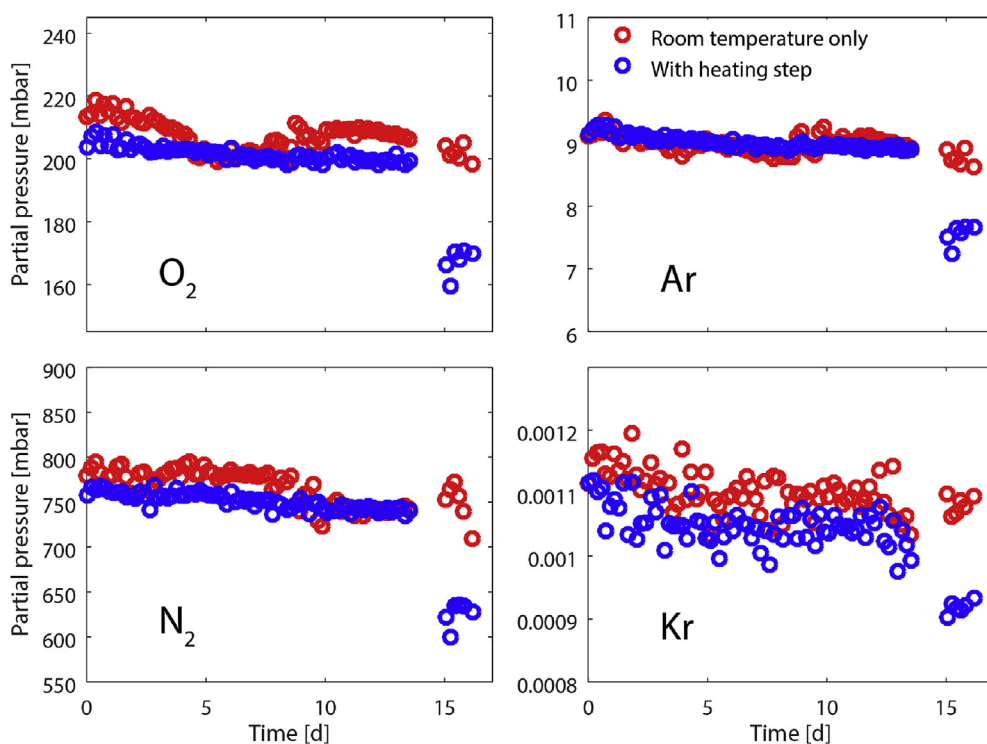 240
220
200
180
160
Partial pressure [mbar]
O2
11
10
9
8
7
6
Room temperature only
With heating step
Ar
900
850
800
750
700
650
600
550
Partial pressure [mbar]
N2
0 5 10 15
Time [d]
0.0012
0.0011
0.001
0.0009
0.0008
Kr
0 5 10 15
Time [d]